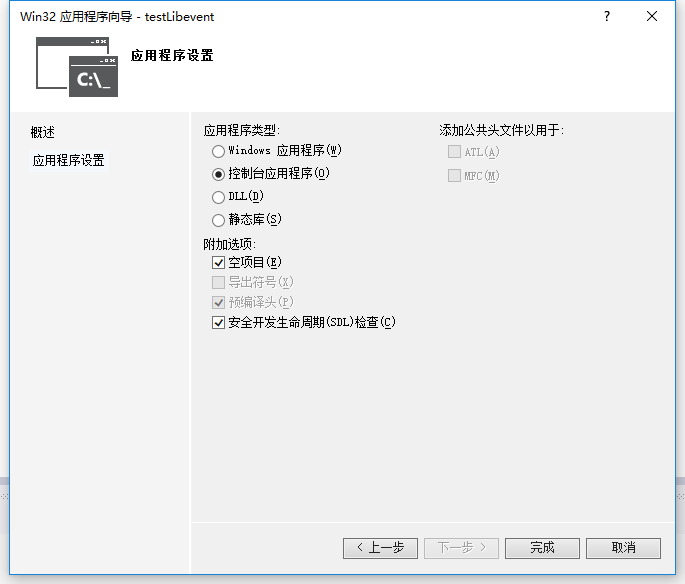 Win32 应用程序向导 - testLibevent
?
C:\_
应用程序设置
概述
应用程序设置
应用程序类型:
Windows 应用程序(W)
控制台应用程序(O)
DLL(D)
静态库(S)
附加选项:
空项目(E)
导出符号(X)
预编译头(P)
安全开发生命周期(SDL)检查(C)
添加公共头文件以用于:
ATL(A)
MFC(M)
< 上一步
下一步 >
完成
取消